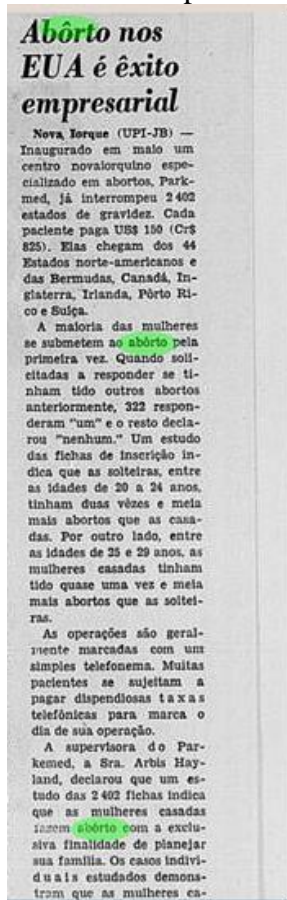 Abôrto nos
EUA é êxito
empresarial
Nova Iorque (UPI-JB) —
Inaugurado em maio um
centro novaiorquino espe-
cializado em abortos, Park-
med, já interrompeu 2 402
estados de gravidez. Cada
paciente paga US$ 150 (Cr$
825). Elas chegam dos 44
Estados norte-americanos e
das Bermudas, Canadá, In-
glaterra, Irlanda, Pôrto Ri-
co e Suíça.
A maioria das mulheres
se submetem ao abôrto pela
primeira vez. Quando soli-
citadas a responder se ti-
nham tido outros abortos
anteriormente, 322 respon-
deram "um" e o resto decla-
rou "nenhum." Um estudo
das fichas de inscrição in-
dica que as solteiras, entre
as idades de 20 a 24 anos,
tinham duas vêzes e meia
mais abortos que as casa-
das. Por outro lado, entre
as idades de 25 e 29 anos, as
mulheres casadas tinham
tido quase uma vez e meia
mais abortos que as soltei-
ras.
As operações são geral-
mente marcadas com um
simples telefonema. Muitas
pacientes se sujeitam a
pagar dispendiosas taxas
telefônicas para marca o
dia de sua operação.
A supervisora do Par-
kemed, a Sra. Arbis Hay-
land, declarou que um es-
tudo das 2 402 fichas indica
que as mulheres casadas
fazem abôrto com a exclu-
siva finalidade de planejar
sua família. Os casos indivi-
duais estudados demons-
tram que as mulheres ca-